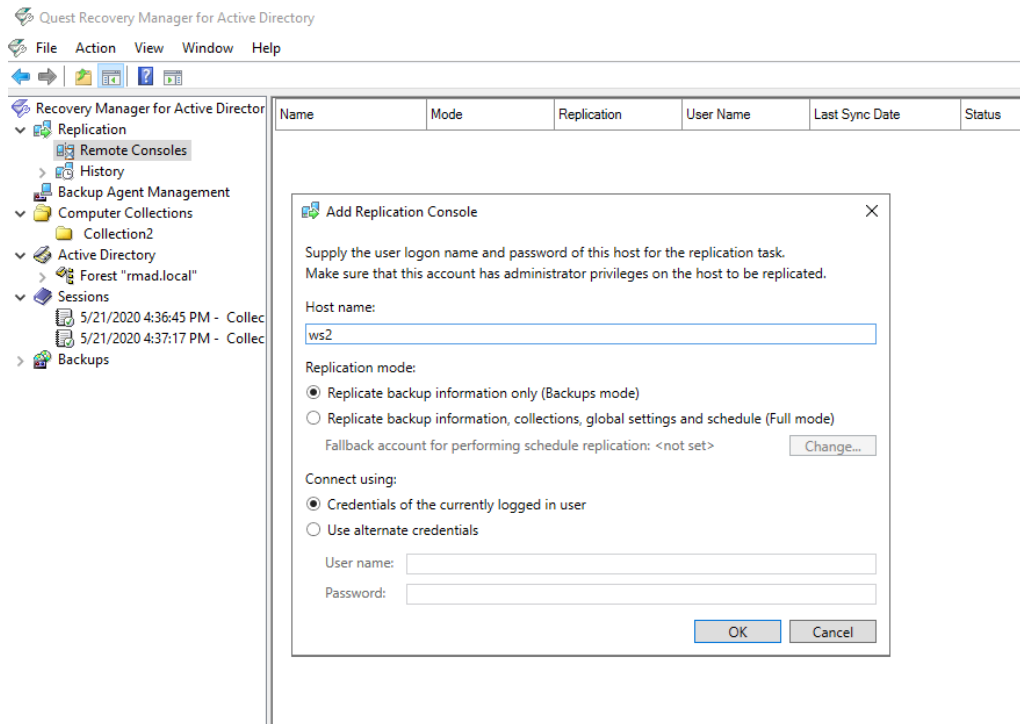 Quest Recovery Manager for Active Directory
File Action View Window Help
Recovery Manager for Active Director
Name Mode Replication User Name Last Sync Date Status
Replication
Remote Consoles
History
Backup Agent Management
Computer Collections
Collection2
Active Directory
Forest "rmad.local"
Sessions
5/21/2020 4:36:45 PM - Collec
5/21/2020 4:37:17 PM - Collec
Backups
Add Replication Console
Supply the user logon name and password of this host for the replication task.
Make sure that this account has administrator privileges on the host to be replicated.
Host name:
ws2
Replication mode:
Replicate backup information only (Backups mode)
Replicate backup information, collections, global settings and schedule (Full mode)
Fallback account for performing schedule replication: <not set> Change...
Connect using:
Credentials of the currently logged in user
Use alternate credentials
User name:
Password:
OK Cancel